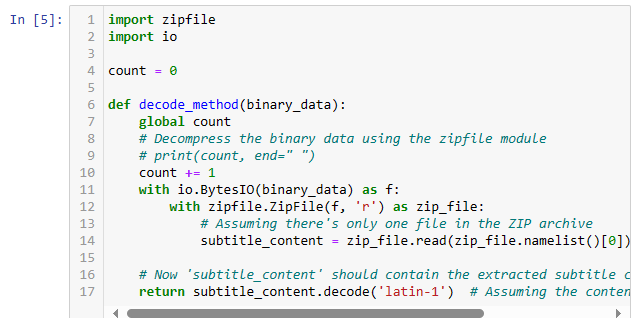 In [5]:
1 import zipfile
2 import io
3
4 count = 0
5
6 def decode_method(binary_data):
7     global count
8     # Decompress the binary data using the zipfile module
9     # print(count, end=" ")
10     count += 1
11     with io.BytesIO(binary_data) as f:
12         with zipfile.ZipFile(f, 'r') as zip_file:
13             # Assuming there's only one file in the ZIP archive
14             subtitle_content = zip_file.read(zip_file.namelist()[0])
15
16     # Now 'subtitle_content' should contain the extracted subtitle c
17     return subtitle_content.decode('latin-1')  # Assuming the conten